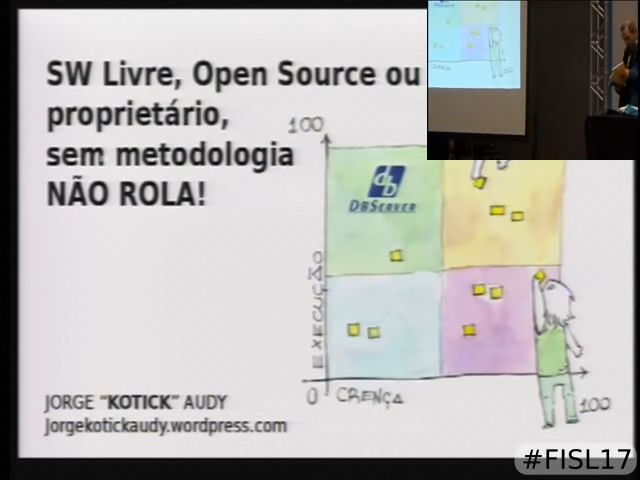 SW Livre, Open Source ou
proprietário,
sem metodologia
NÃO ROLA!
100
DBSERVER
EXECUÇÃO
0
CRENÇA
100
JORGE “KOTICK” AUDY
Jorgekotickaudy.wordpress.com
#FISL17